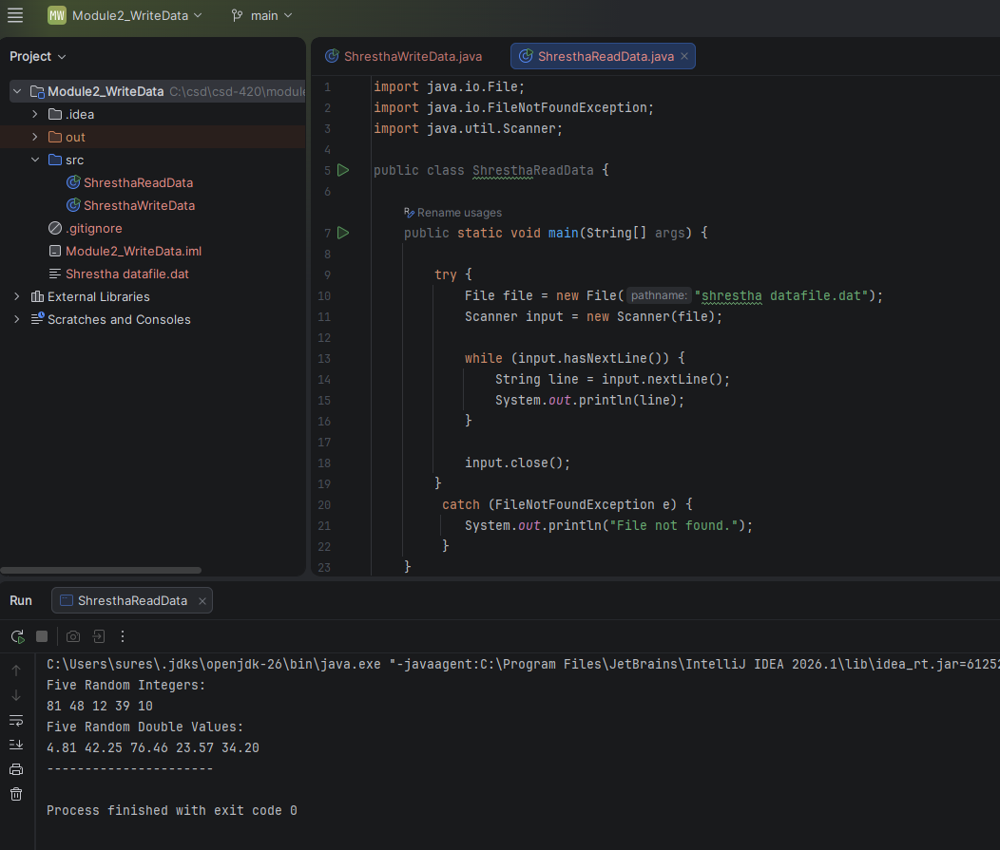 MW Module2_WriteData main
Project
Module2_WriteData C:\csd\csd-420\module
.idea
out
src
ShresthaReadData
ShresthaWriteData
.gitignore
Module2_WriteData.iml
Shrestha datafile.dat
External Libraries
Scratches and Consoles
ShresthaWriteData.java ShresthaReadData.java
1 import java.io.File;
2 import java.io.FileNotFoundException;
3 import java.util.Scanner;
4
5 public class ShresthaReadData {
6
Rename usages
7 public static void main(String[] args) {
8
9 try {
10 File file = new File( pathname: "shrestha datafile.dat");
11 Scanner input = new Scanner(file);
12
13 while (input.hasNextLine()) {
14 String line = input.nextLine();
15 System.out.println(line);
16 }
17
18 input.close();
19 }
20 catch (FileNotFoundException e) {
21 System.out.println("File not found.");
22 }
23 }
Run ShresthaReadData
C:\Users\sures\.jdks\openjdk-26\bin\java.exe "-javaagent:C:\Program Files\JetBrains\IntelliJ IDEA 2026.1\lib\idea_rt.jar=61252
Five Random Integers:
81 48 12 39 10
Five Random Double Values:
4.81 42.25 76.46 23.57 34.20
----------------------
Process finished with exit code 0